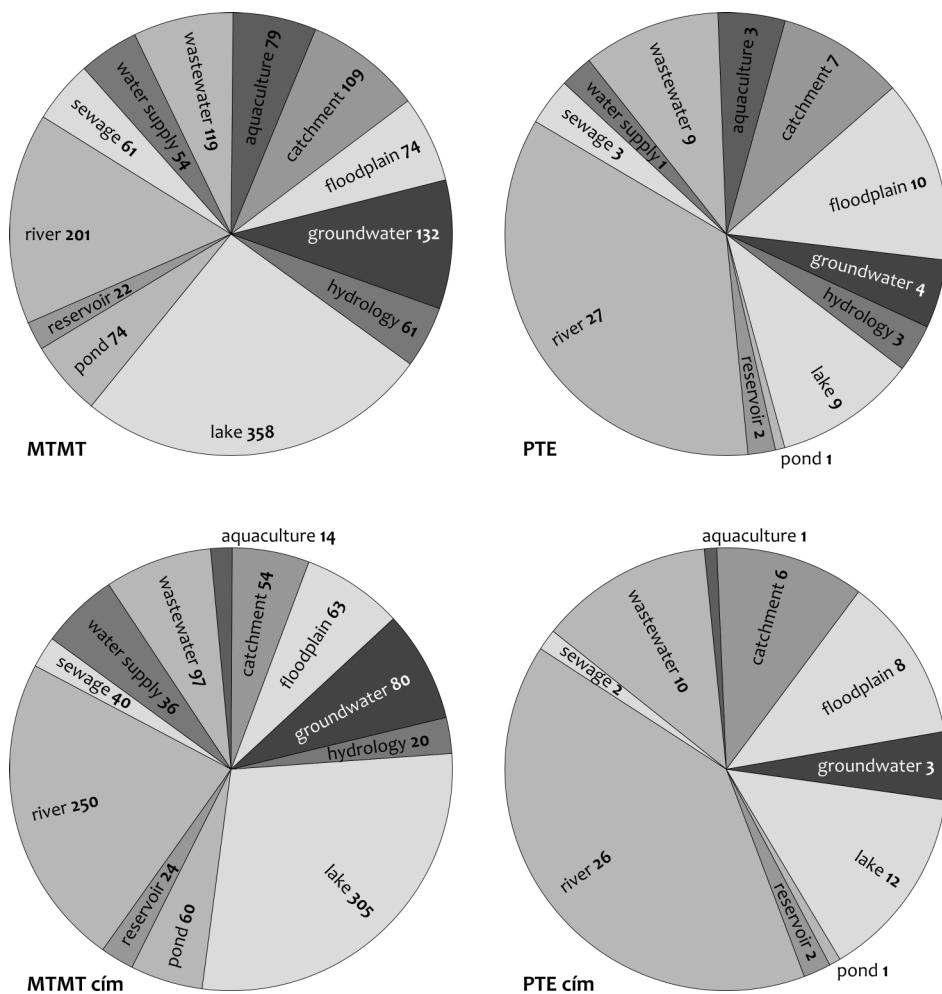 wastewater 119
aquaculture 79
catchment 109
floodplain 74
groundwater 132
hydrology 61
lake 358
pond 74
reservoir 22
river 201
sewage 61
water supply 54
MTMT
wastewater 9
aquaculture 3
catchment 7
floodplain 10
groundwater 4
hydrology 3
lake 9
pond 1
reservoir 2
river 27
sewage 3
water supply 1
PTE
aquaculture 14
catchment 54
floodplain 63
groundwater 80
hydrology 20
lake 305
pond 60
reservoir 24
river 250
sewage 40
water supply 36
wastewater 97
MTMT cím
aquaculture 1
catchment 6
floodplain 8
groundwater 3
lake 12
pond 1
reservoir 2
river 26
sewage 2
wastewater 10
PTE cím